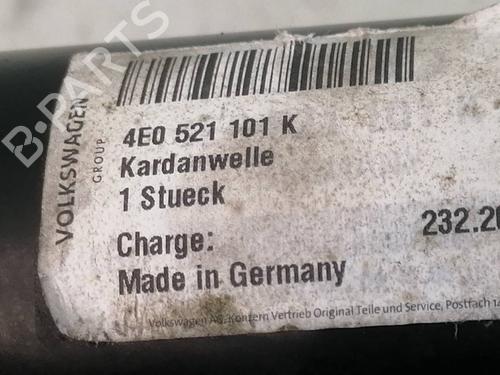 B-PARTS
VOLKSWAGEN
GROUP
4E0 521 101 K
Kardanwelle
1 Stueck
Charge:
232.20
Made in Germany
Volkswagen AG, Konzern Vertrieb Original Teile und Service, Postfach 14